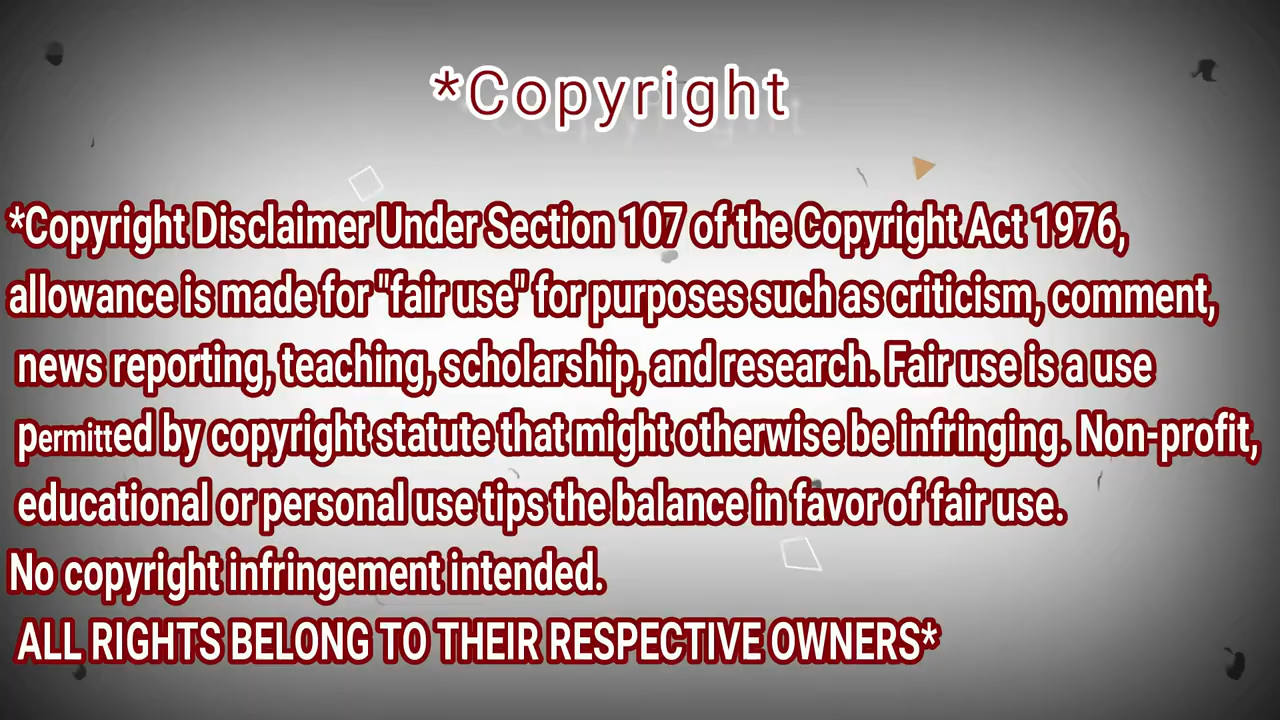 *Copyright
*Copyright Disclaimer Under Section 107 of the Copyright Act 1976,
allowance is made for "fair use" for purposes such as criticism, comment,
news reporting, teaching, scholarship, and research. Fair use is a use
permitted by copyright statute that might otherwise be infringing. Non-profit,
educational or personal use tips the balance in favor of fair use.
No copyright infringement intended.
ALL RIGHTS BELONG TO THEIR RESPECTIVE OWNERS*